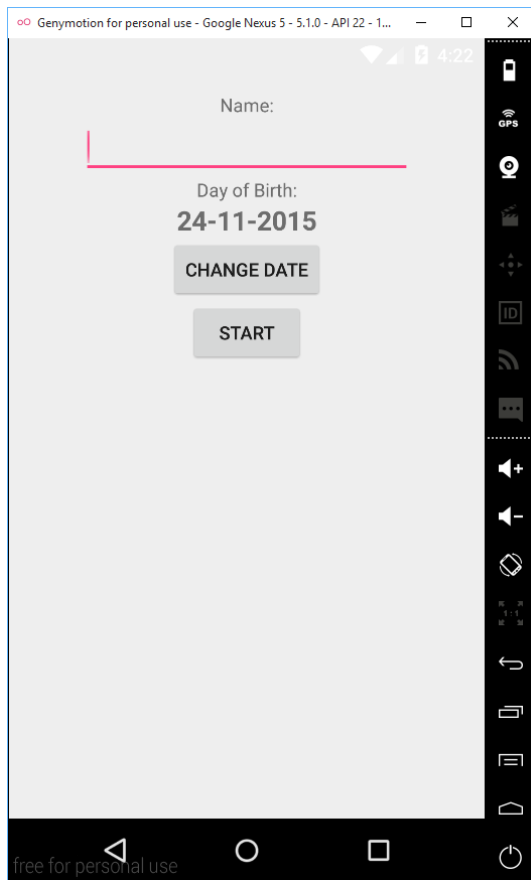 Genymotion for personal use - Google Nexus 5 - 5.1.0 - API 22 - 1...
4:22
GPS
Name:
Day of Birth:
24-11-2015
CHANGE DATE
ID
START
1:1
free for personal use